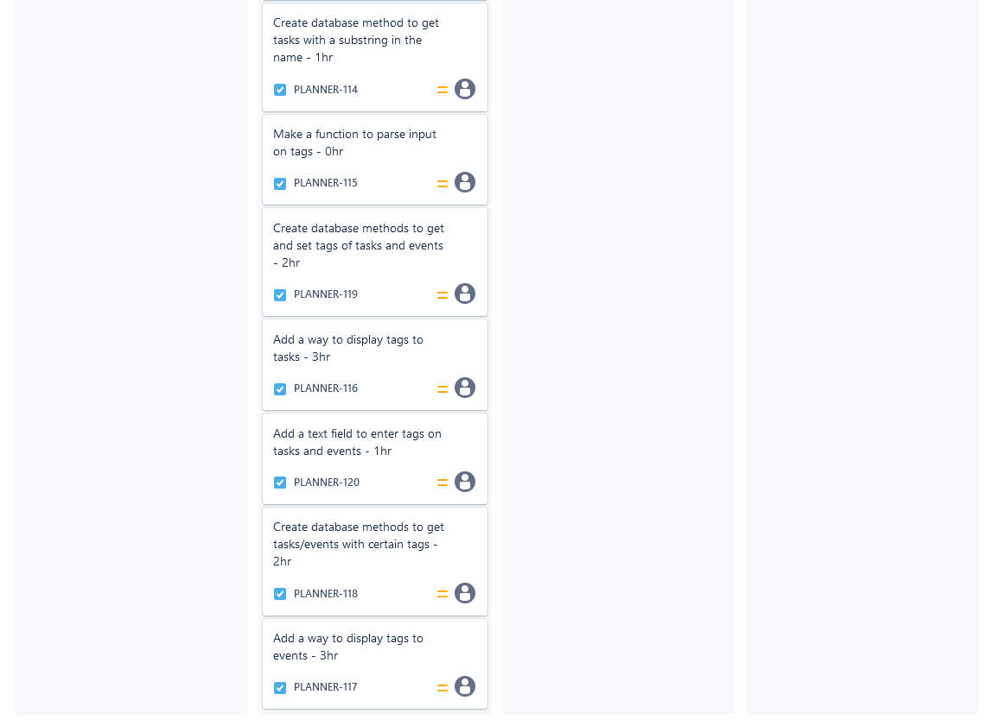 Create database method to get
tasks with a substring in the
name - 1hr
PLANNER-114
Make a function to parse input
on tags - 0hr
PLANNER-115
Create database methods to get
and set tags of tasks and events
- 2hr
PLANNER-119
Add a way to display tags to
tasks - 3hr
PLANNER-116
Add a text field to enter tags on
tasks and events - 1hr
PLANNER-120
Create database methods to get
tasks/events with certain tags -
2hr
PLANNER-118
Add a way to display tags to
events - 3hr
PLANNER-117